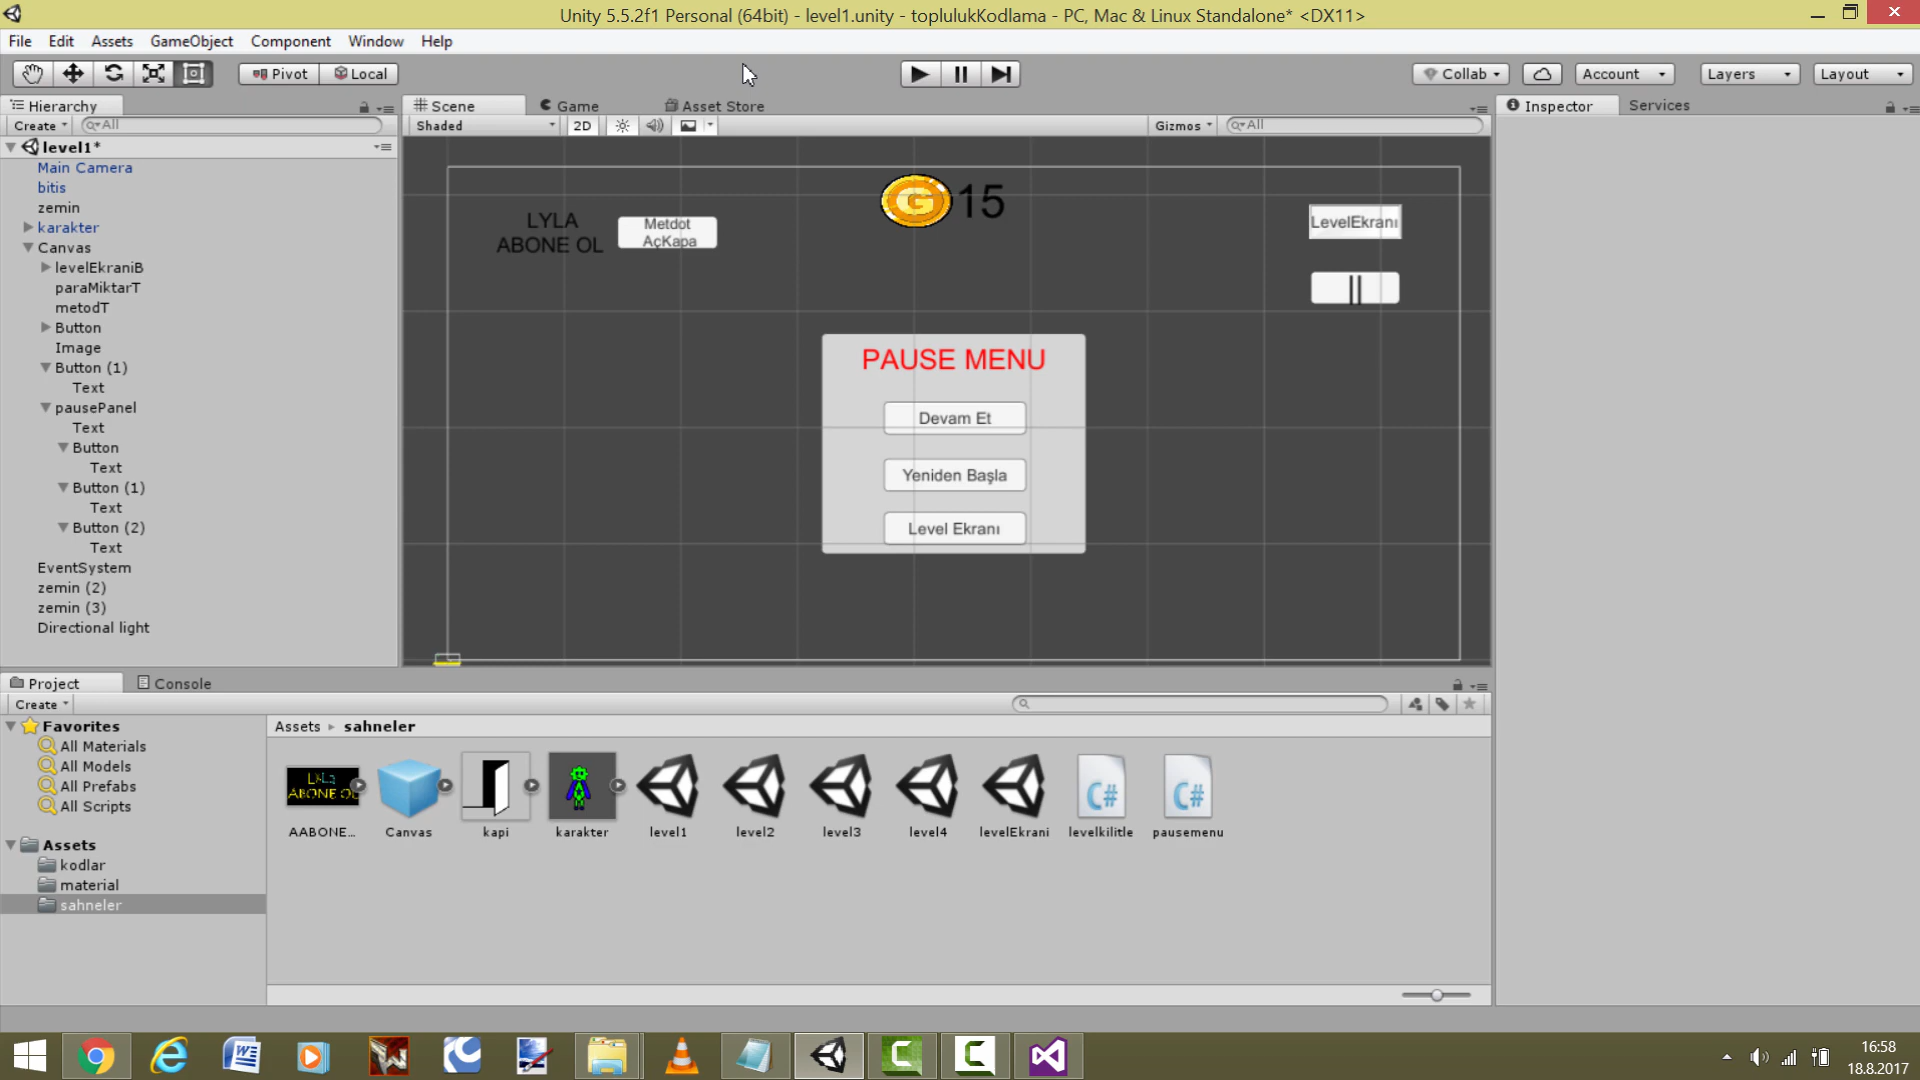 Unity 5.5.2f1 Personal (64bit) - level1.unity - toplulukKodlama - PC, Mac & Linux Standalone* <DX11>
File Edit Assets GameObject Component Window Help
Pivot Local Collab Account Layers Layout
Hierarchy
Scene Game Asset Store
Inspector Services
Create All
Shaded 2D Gizmos All
level1*
Main Camera
bitis
zemin
karakter
Canvas
levelEkraniB
paraMiktarT
metodT
Button
Image
Button (1)
Text
pausePanel
Text
Button
Text
Button (1)
Text
Button (2)
Text
EventSystem
zemin (2)
zemin (3)
Directional light
LYLA
ABONE OL
Metdot
AçKapa
G 15
LevelEkranı
||
PAUSE MENU
Devam Et
Yeniden Başla
Level Ekranı
Project Console
Create
Favorites
All Materials
All Models
All Prefabs
All Scripts
Assets
kodlar
material
sahneler
Assets sahneler
AABONE...
Canvas
kapi
karakter
level1
level2
level3
level4
levelEkrani
C#
levelkilitle
C#
pausemenu
16:58
18.8.2017